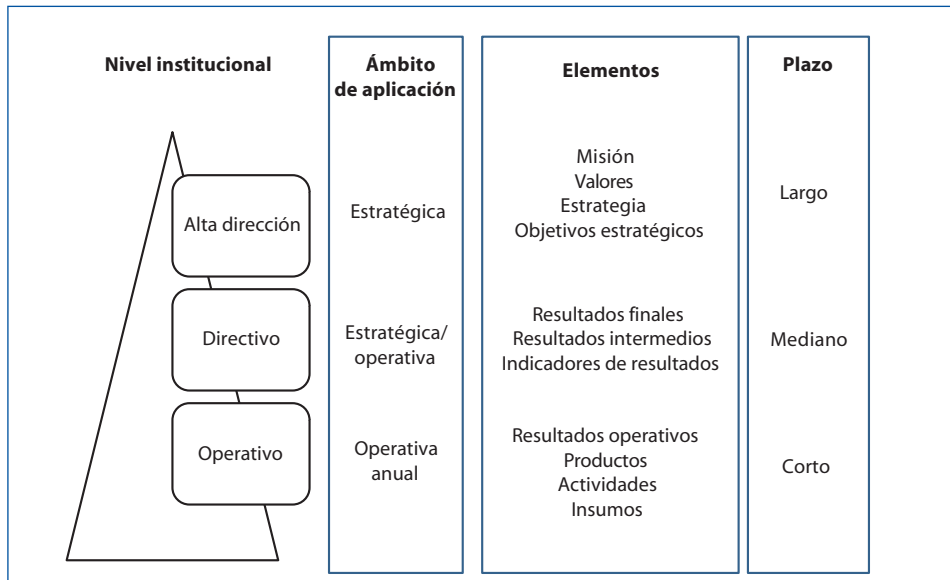 Nivel institucional
Ámbito
de aplicación
Elementos
Plazo
Alta dirección
Estratégica
Misión
Valores
Estrategia
Objetivos estratégicos
Largo
Directivo
Estratégica/
operativa
Resultados finales
Resultados intermedios
Indicadores de resultados
Mediano
Operativo
Operativa
anual
Resultados operativos
Productos
Actividades
Insumos
Corto